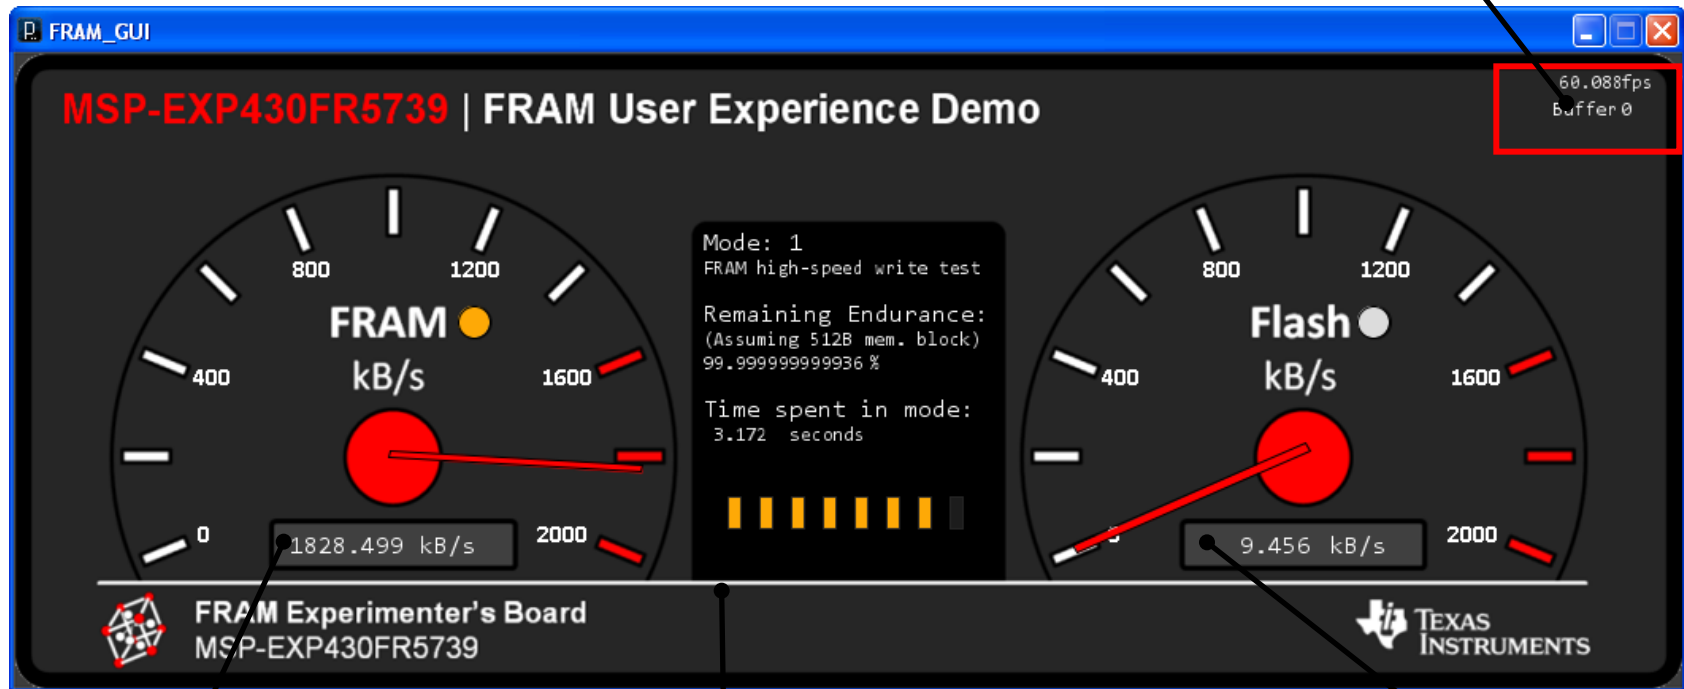 FRAM_GUI
60.088fps
Buffer 0
MSP-EXP430FR5739 | FRAM User Experience Demo
800
1200
FRAM
kB/s
400
1600
0
2000
1828.499 kB/s
Mode: 1
FRAM high-speed write test
Remaining Endurance:
(Assuming 512B mem. block)
99.999999999936 %
Time spent in mode:
3.172 seconds
800
1200
Flash
kB/s
400
1600
0
2000
9.456 kB/s
FRAM Experimenter's Board
MSP-EXP430FR5739
TEXAS
INSTRUMENTS